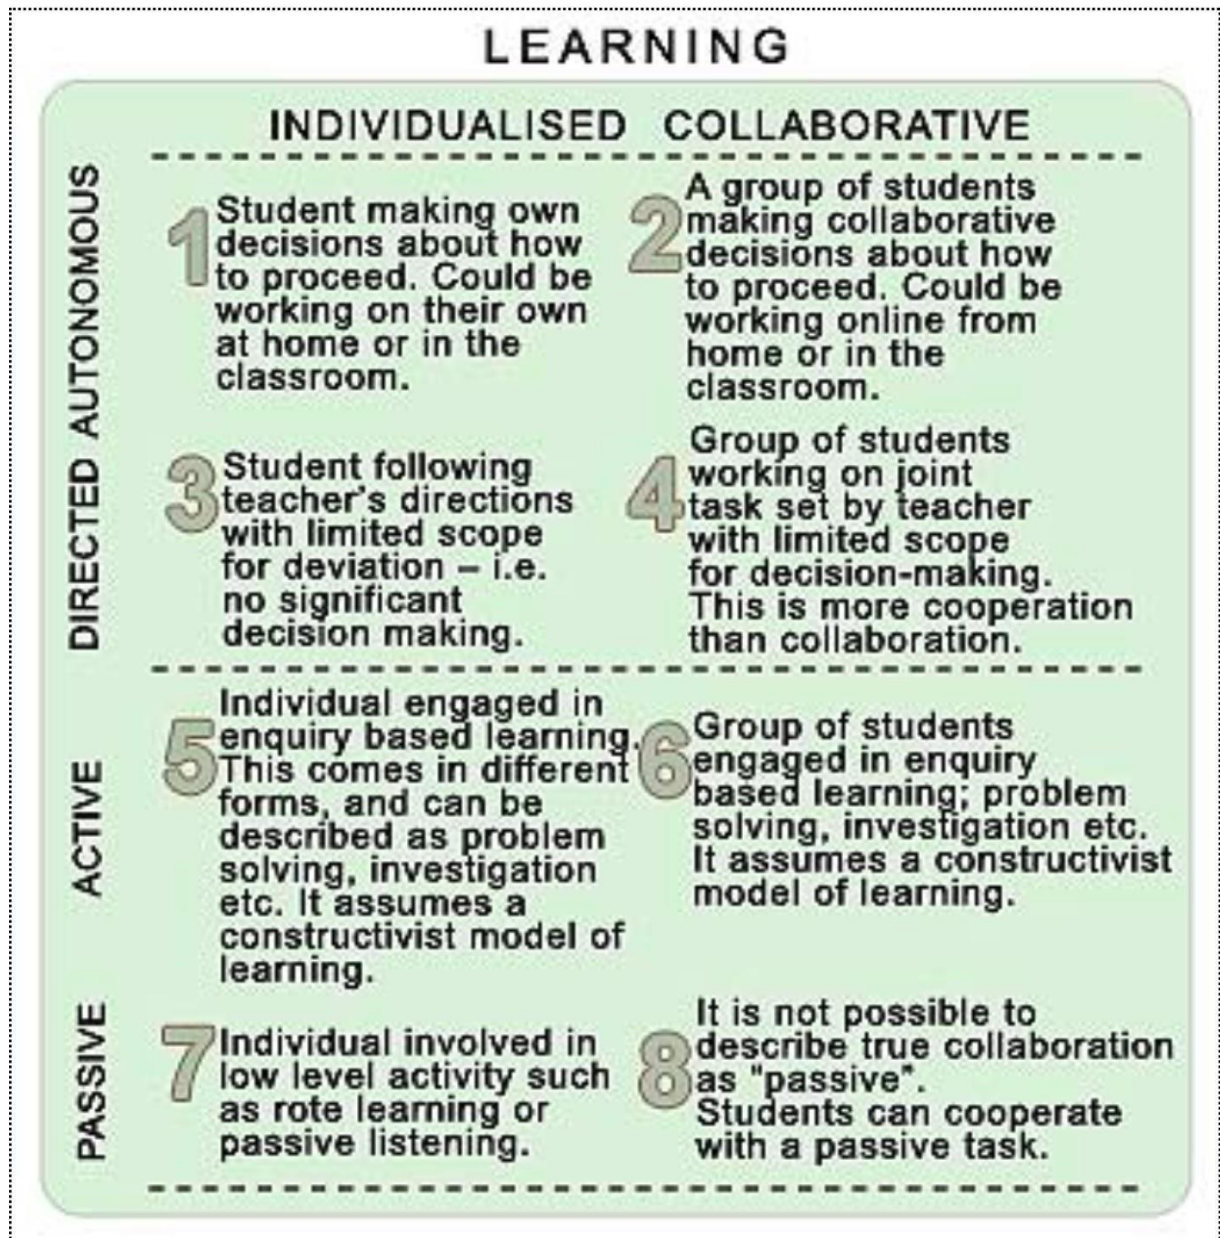 LEARNING
INDIVIDUALISED COLLABORATIVE
DIRECTED AUTONOMOUS
1 Student making own
decisions about how
to proceed. Could be
working on their own
at home or in the
classroom.
2 A group of students
making collaborative
decisions about how
to proceed. Could be
working online from
home or in the
classroom.
3 Student following
teacher's directions
with limited scope
for deviation – i.e.
no significant
decision making.
4 Group of students
working on joint
task set by teacher
with limited scope
for decision-making.
This is more cooperation
than collaboration.
ACTIVE
5 Individual engaged in
enquiry based learning.
This comes in different
forms, and can be
described as problem
solving, investigation
etc. It assumes a
constructivist model of
learning.
6 Group of students
engaged in enquiry
based learning; problem
solving, investigation etc.
It assumes a constructivist
model of learning.
PASSIVE
7 Individual involved in
low level activity such
as rote learning or
passive listening.
8 It is not possible to
describe true collaboration
as "passive".
Students can cooperate
with a passive task.